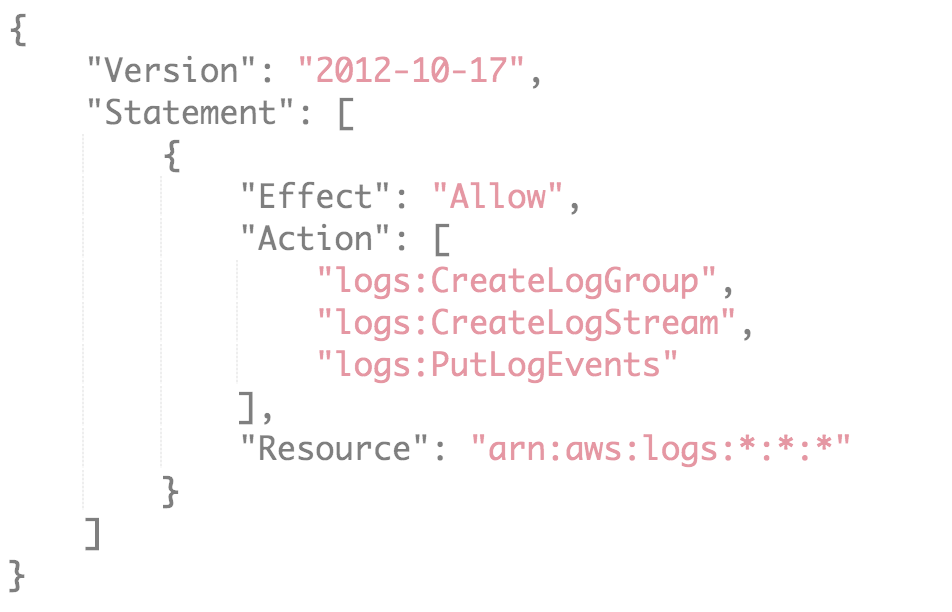 {
    "Version": "2012-10-17",
    "Statement": [
        {
            "Effect": "Allow",
            "Action": [
                "logs:CreateLogGroup",
                "logs:CreateLogStream",
                "logs:PutLogEvents"
            ],
            "Resource": "arn:aws:logs:*:*:*"
        }
    ]
}